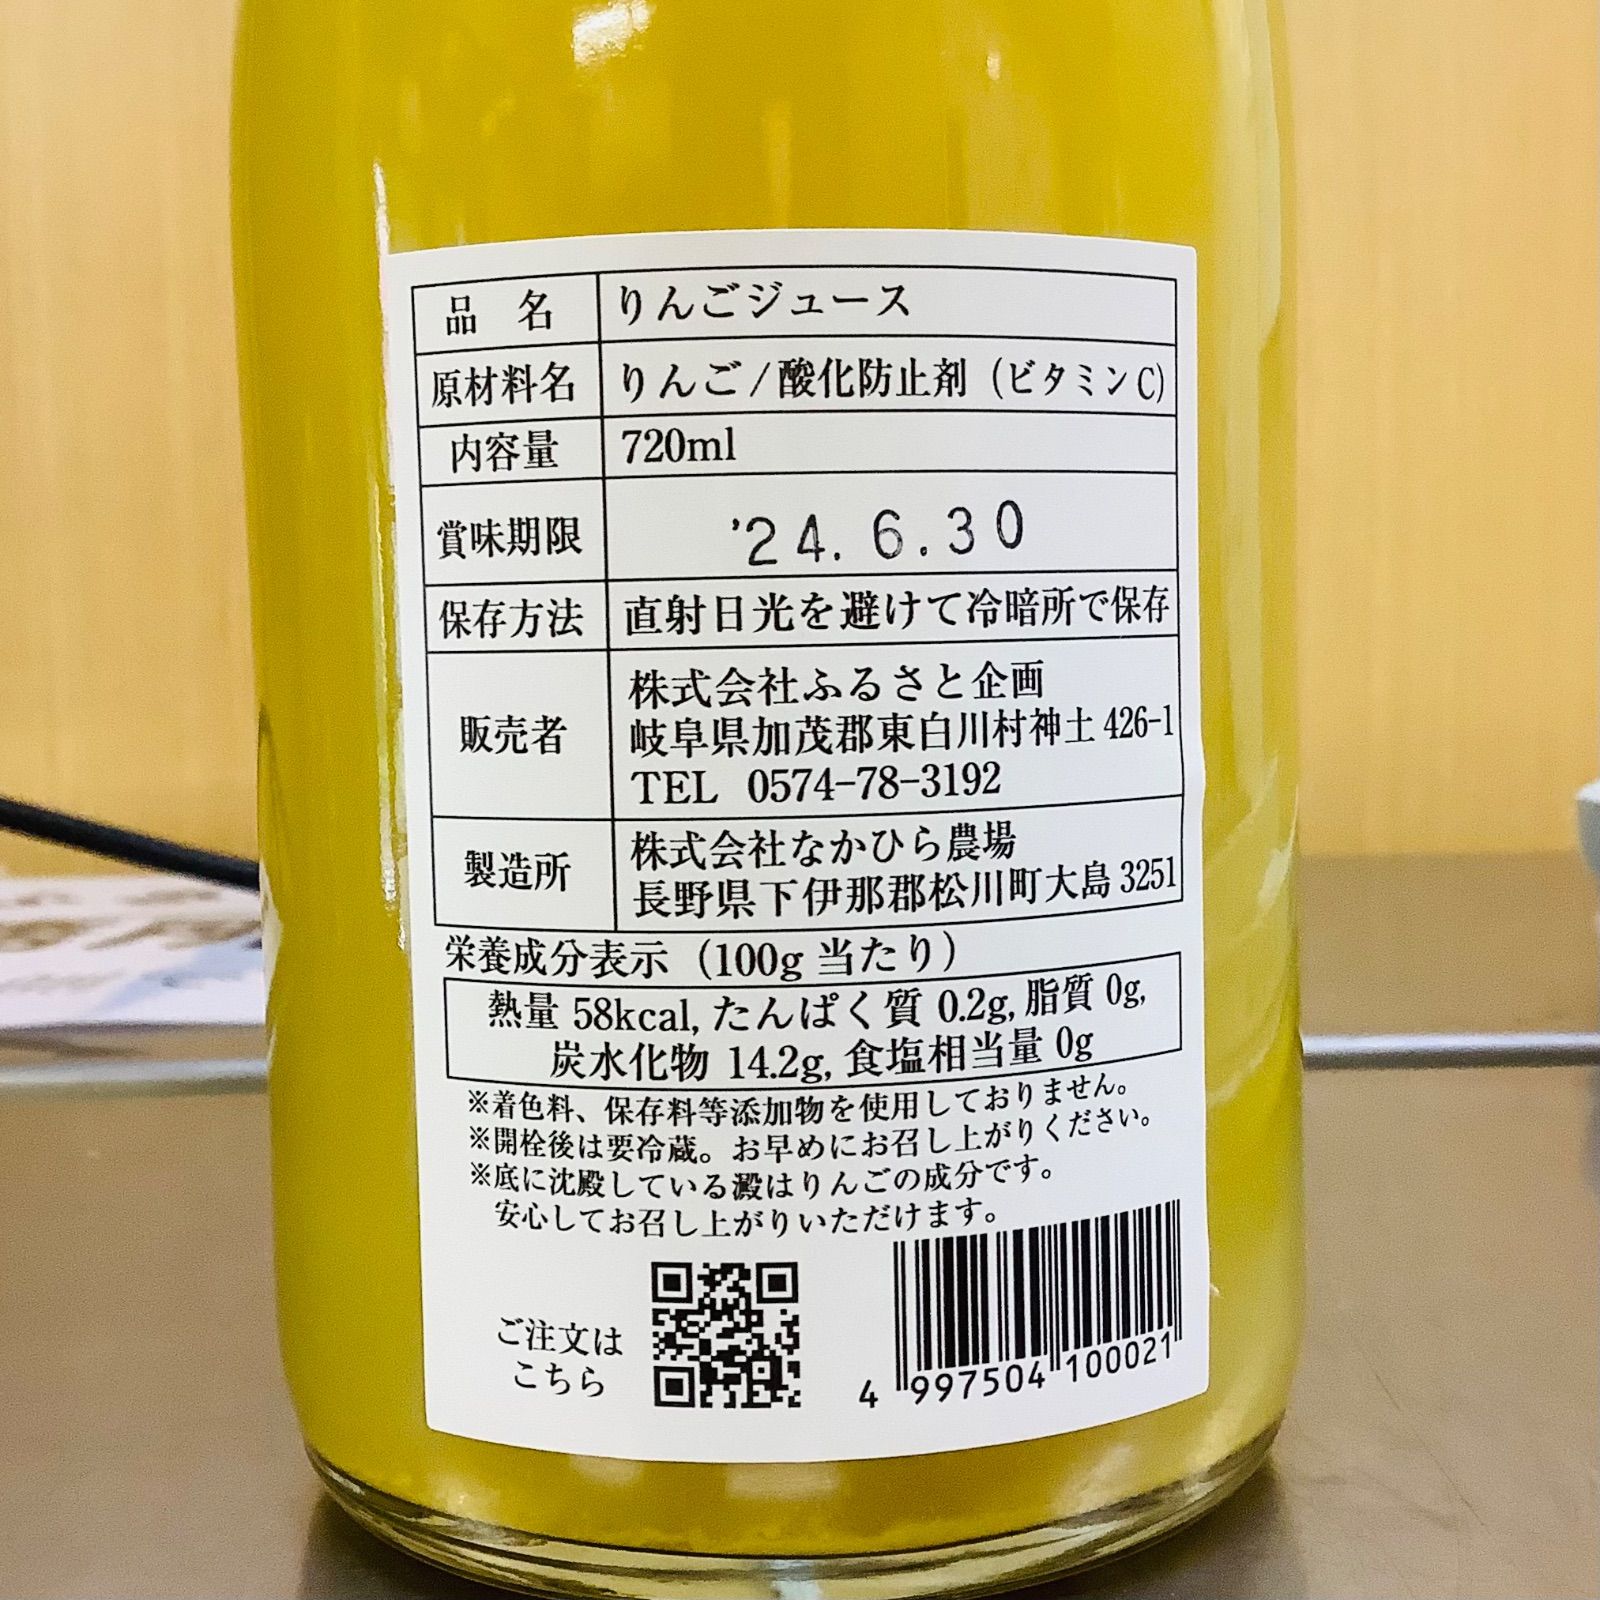 品 名 りんごジュース
原材料名 りんご/酸化防止剤（ビタミンC）
内容量 720ml
賞味期限 '24.6.30
保存方法 直射日光を避けて冷暗所で保存
販売者 株式会社ふるさと企画
岐阜県加茂郡東白川村神土426-1
TEL 0574-78-3192
製造所 株式会社なかひら農場
長野県下伊那郡松川町大島3251
栄養成分表示（100g当たり）
熱量 58kcal, たんぱく質 0.2g, 脂質 0g,
炭水化物 14.2g, 食塩相当量 0g
※着色料、保存料等添加物を使用しておりません。
※開栓後は要冷蔵。お早めにお召し上がりください。
※底に沈殿している澱はりんごの成分です。
安心してお召し上がりいただけます。
ご注文は
こちら
4 997504 100021